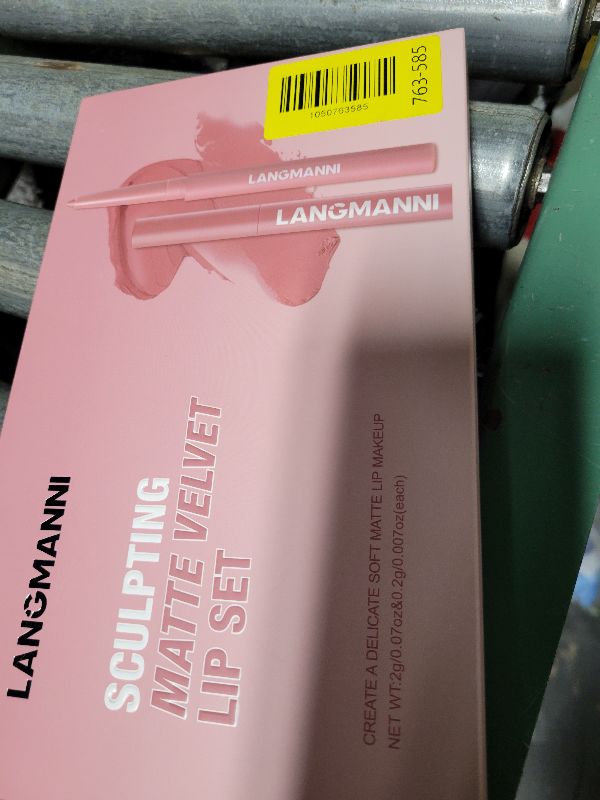 LANGMANNI
SCULPTING
MATTE VELVET
LIP SET
CREATE A DELICATE SOFT MATTE LIP MAKEUP
NET WT:2g/0.07oz&0.2g/0.007oz(each)
LANGMANNI
LANGMANNI
1050763585
763-585